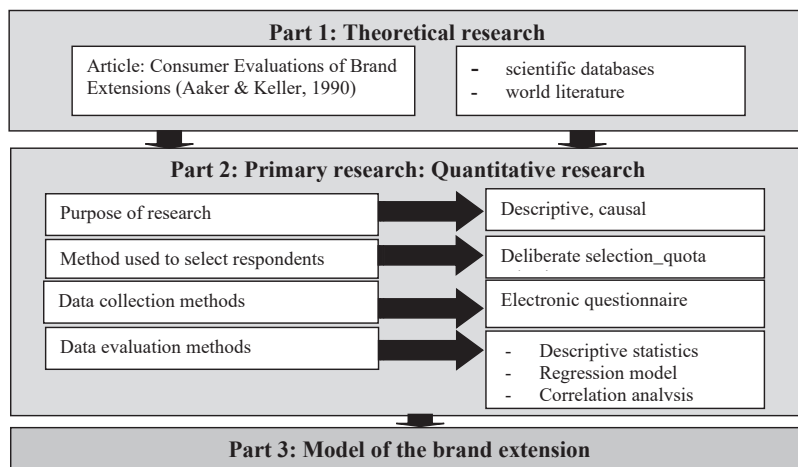 Part 1: Theoretical research
Article: Consumer Evaluations of Brand
Extensions (Aaker & Keller, 1990)
- scientific databases
- world literature
Part 2: Primary research: Quantitative research
Purpose of research
Descriptive, causal
Method used to select respondents
Deliberate selection_quota
Data collection methods
Electronic questionnaire
Data evaluation methods
- Descriptive statistics
- Regression model
- Correlation analysis
Part 3: Model of the brand extension